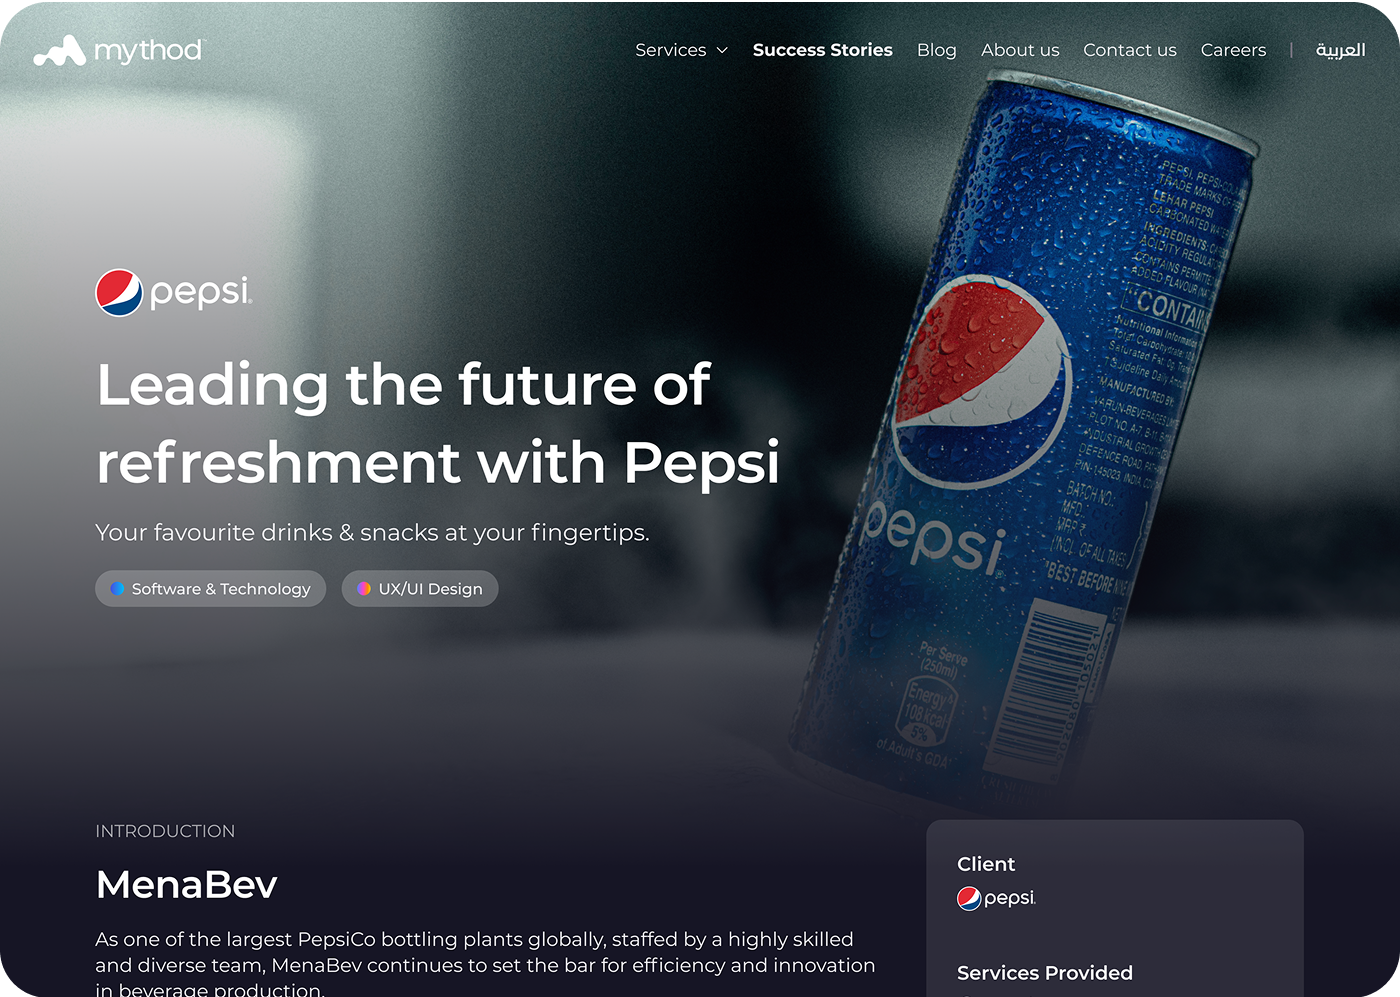 mythod
Services
Success Stories
Blog
About us
Contact us
Careers
العربية
pepsi
Leading the future of
refreshment with Pepsi
Your favourite drinks & snacks at your fingertips.
Software & Technology
UX/UI Design
PEPSI, PEPSI-CO
TRADE MARKS OF
LEHAR PEPSI
CARBONATED WATER
INGREDIENTS:
ACIDITY REGULATOR
CONTAINS PERMITTED
ADDED FLAVOUR
"CONTAINS
Nutritional Information
Total Carbohydrate:
Saturated Fat: 0g,
Guideline Daily
MANUFACTURED BY:
VARUN BEVERAGES
PLOT NO. A-7, B-11,
INDUSTRIAL GROWTH
DEFENCE ROAD,
PIN-145023, INDIA
BATCH NO.:
MFD.
MRP ₹
(INCL. OF ALL TAXES)
"BEST BEFORE NINE
pepsi
Per Serve
(250ml)
Energy
108 kcal
5%
of Adult's GDA
INTRODUCTION
MenaBev
As one of the largest PepsiCo bottling plants globally, staffed by a highly skilled
and diverse team, MenaBev continues to set the bar for efficiency and innovation
in beverage production.
Client
pepsi
Services Provided